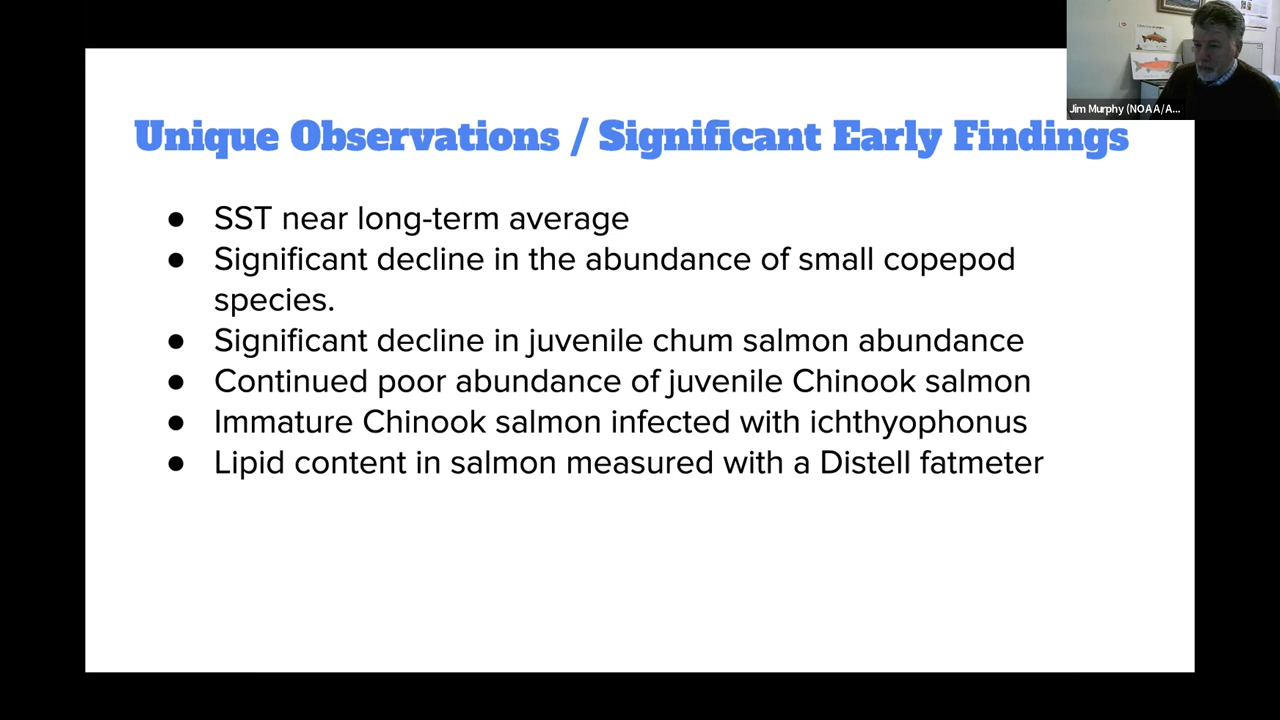 Jim Murphy (NOAA/A...
Unique Observations / Significant Early Findings
● SST near long-term average
● Significant decline in the abundance of small copepod
species.
● Significant decline in juvenile chum salmon abundance
● Continued poor abundance of juvenile Chinook salmon
● Immature Chinook salmon infected with ichthyophonus
● Lipid content in salmon measured with a Distell fatmeter